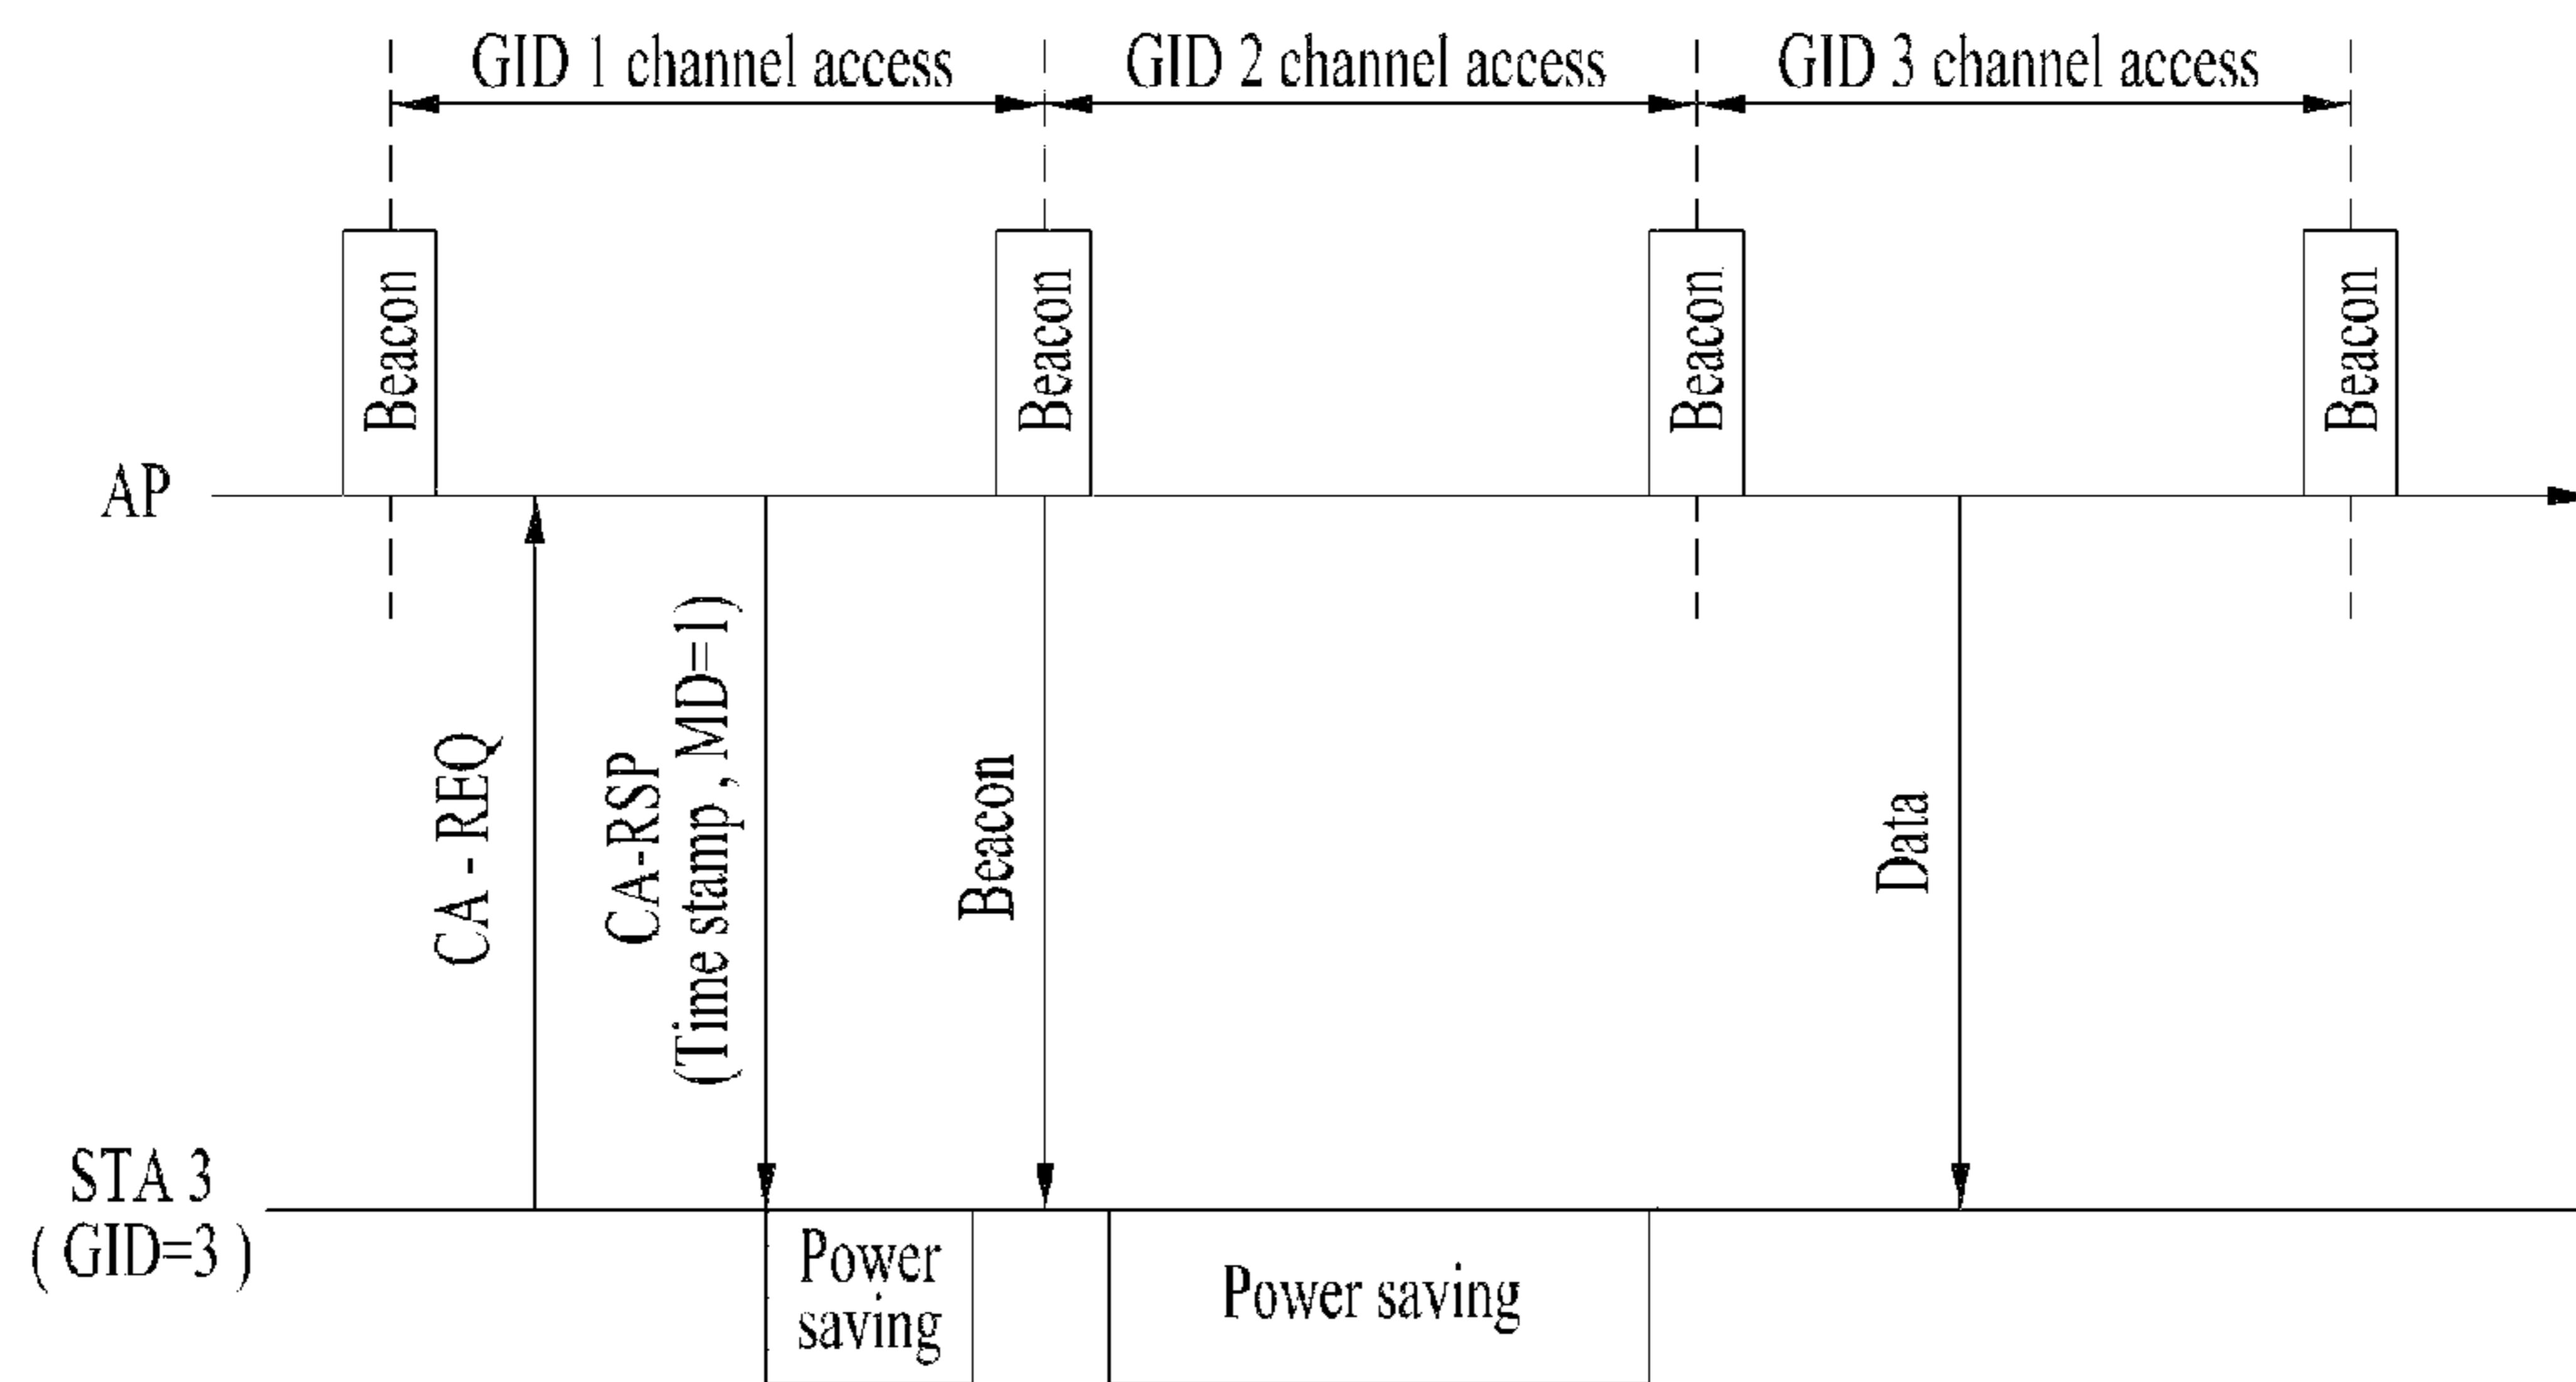 GID 1 channel access
GID 2 channel access
GID 3 channel access
Beacon
Beacon
Beacon
Beacon
AP
CA - REQ
CA-RSP
(Time stamp , MD=1)
Beacon
Data
STA 3
( GID=3 )
Power
saving
Power saving